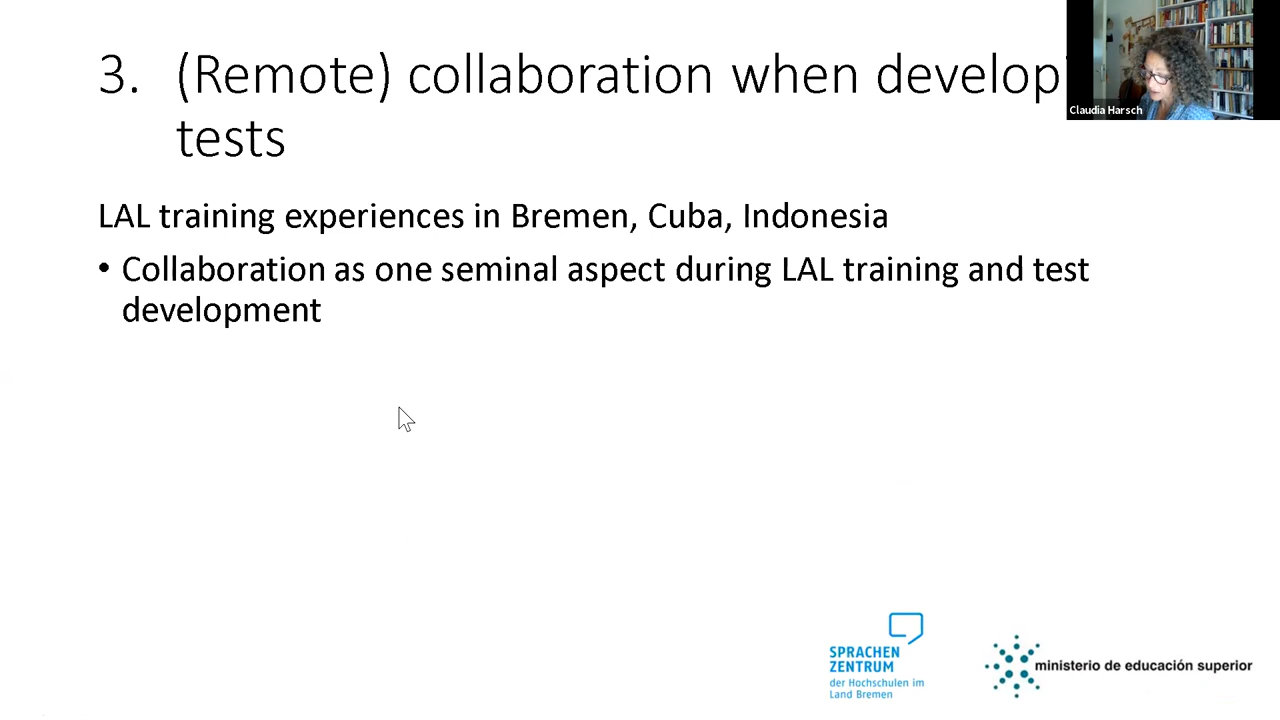 3. (Remote) collaboration when develop
tests
Claudia Harsch
LAL training experiences in Bremen, Cuba, Indonesia
• Collaboration as one seminal aspect during LAL training and test
development
SPRACHEN
ZENTRUM
der Hochschulen im
Land Bremen
ministerio de educación superior